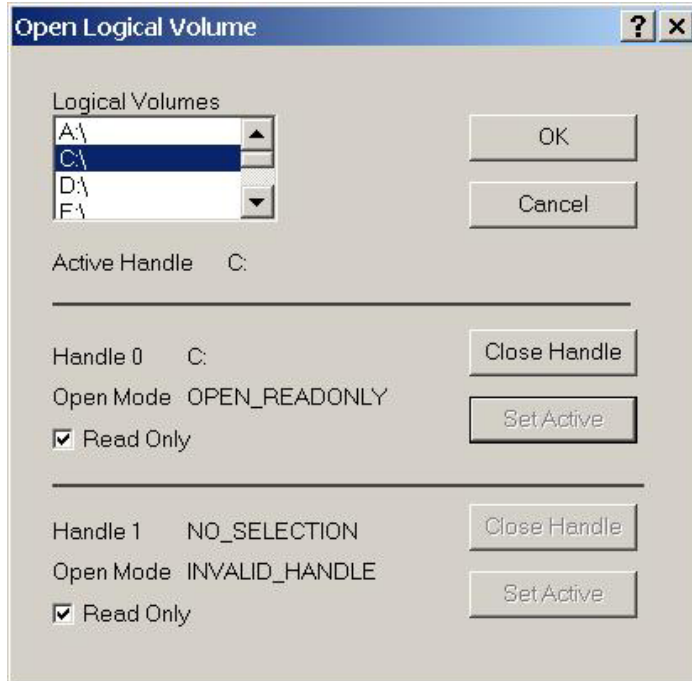 Open Logical Volume
Logical Volumes
A:\
C:\
D:\
E:\
OK
Cancel
Active Handle C:
Handle 0 C:
Close Handle
Open Mode OPEN_READONLY
Set Active
Read Only
Handle 1 NO_SELECTION
Close Handle
Open Mode INVALID_HANDLE
Set Active
Read Only